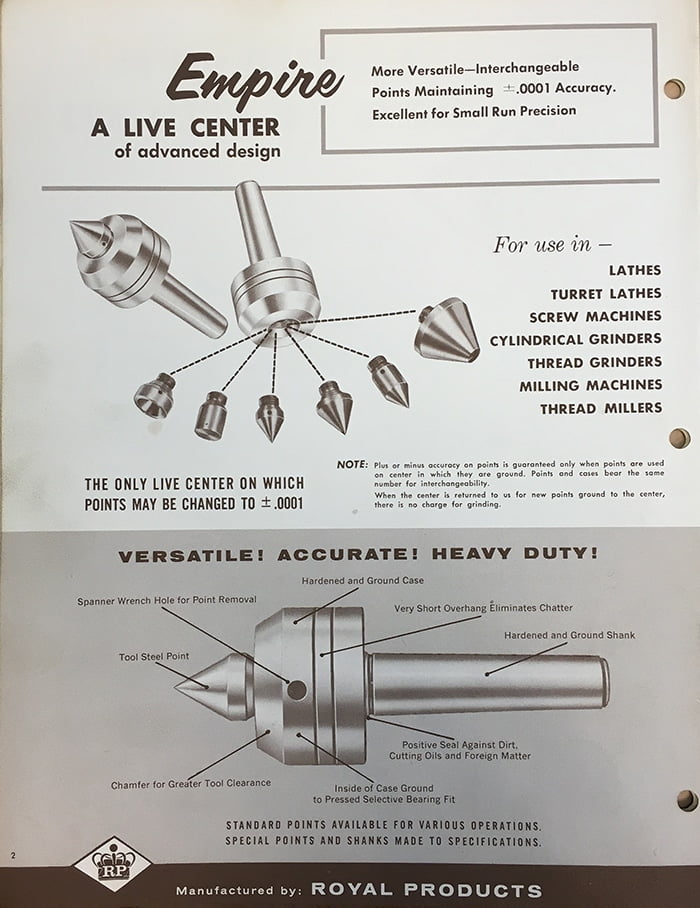 Empire
A LIVE CENTER
of advanced design
More Versatile—Interchangeable
Points Maintaining ±.0001 Accuracy.
Excellent for Small Run Precision
For use in —
LATHES
TURRET LATHES
SCREW MACHINES
CYLINDRICAL GRINDERS
THREAD GRINDERS
MILLING MACHINES
THREAD MILLERS
THE ONLY LIVE CENTER ON WHICH
POINTS MAY BE CHANGED TO ±.0001
NOTE: Plus or minus accuracy on points is guaranteed only when points are used
on center in which they are ground. Points and cases bear the same
number for interchangeability.
When the center is returned to us for new points ground to the center,
there is no charge for grinding.
VERSATILE! ACCURATE! HEAVY DUTY!
Hardened and Ground Case
Spanner Wrench Hole for Point Removal
Very Short Overhang Eliminates Chatter
Hardened and Ground Shank
Tool Steel Point
Positive Seal Against Dirt,
Cutting Oils and Foreign Matter
Chamfer for Greater Tool Clearance
Inside of Case Ground
to Pressed Selective Bearing Fit
STANDARD POINTS AVAILABLE FOR VARIOUS OPERATIONS.
SPECIAL POINTS AND SHANKS MADE TO SPECIFICATIONS.
2
RP
Manufactured by: ROYAL PRODUCTS